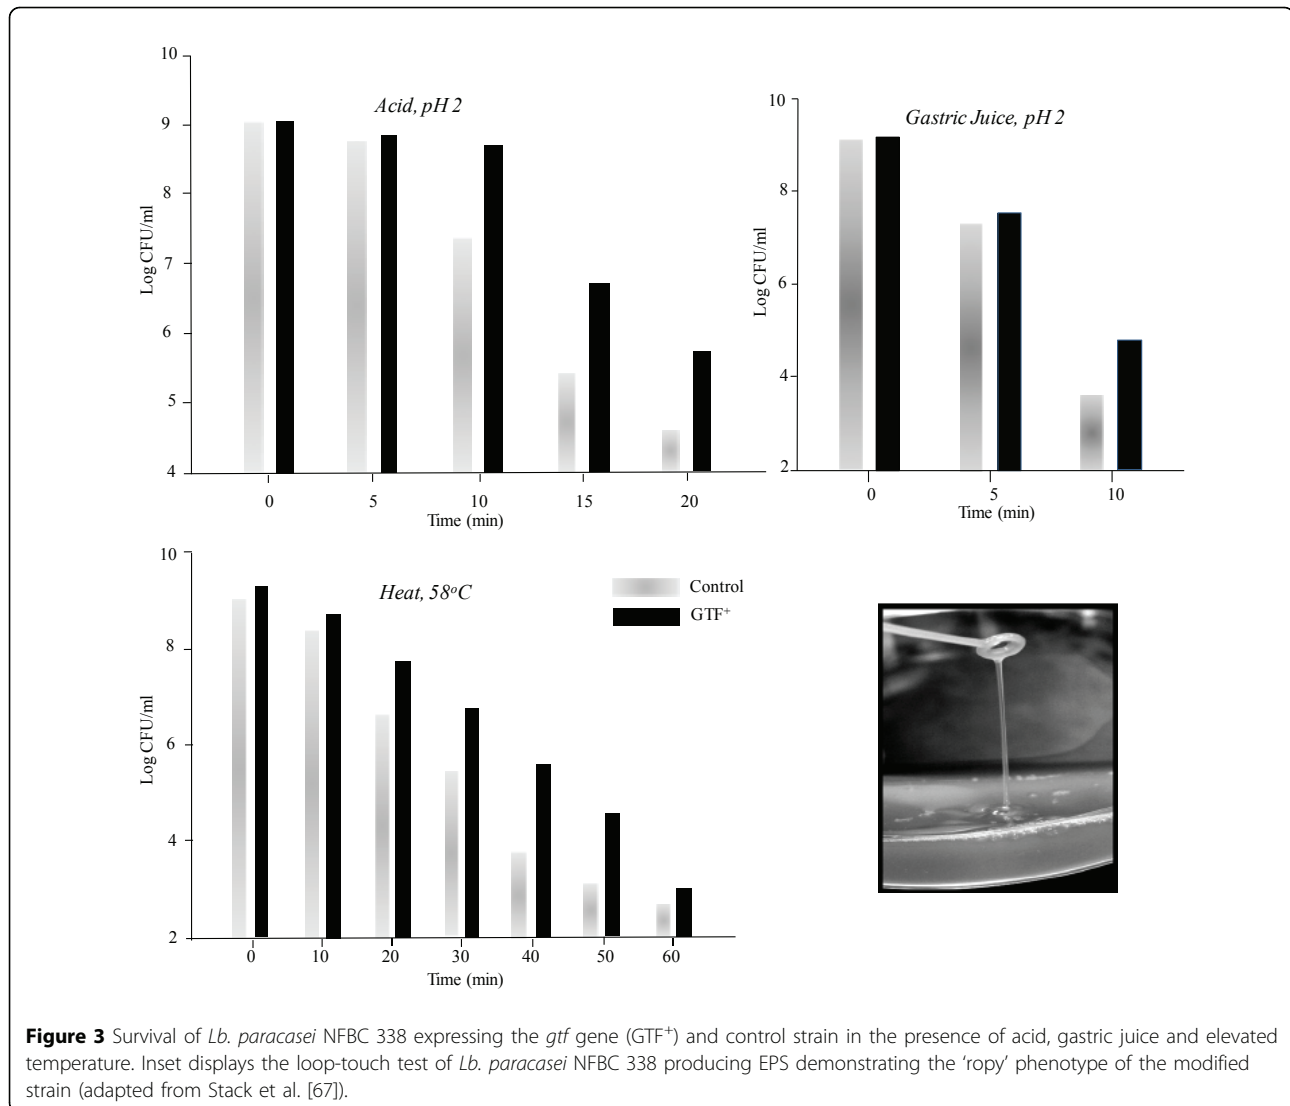 Acid, pH 2
10
9
8
7
6
5
4
Log CFU/ml
0 5 10 15 20
Time (min)
Gastric Juice, pH 2
10
8
6
4
2
Log CFU/ml
0 5 10
Time (min)
Heat, 58°C
10
8
6
4
2
Log CFU/ml
0 10 20 30 40 50 60
Time (min)
Control
GTF⁺
Figure 3 Survival of Lb. paracasei NFBC 338 expressing the gtf gene (GTF⁺) and control strain in the presence of acid, gastric juice and elevated
temperature. Inset displays the loop-touch test of Lb. paracasei NFBC 338 producing EPS demonstrating the ‘ropy’ phenotype of the modified
strain (adapted from Stack et al. [67]).